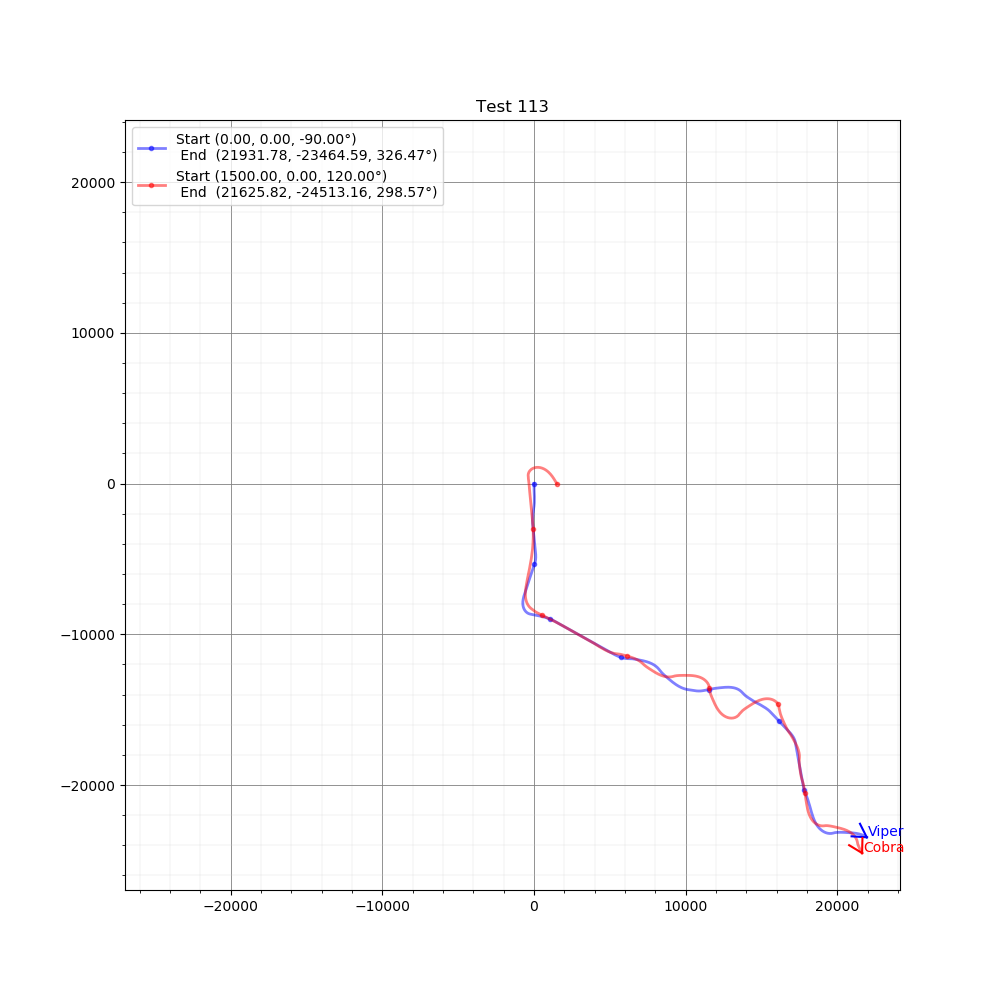 Test 113
Start (0.00, 0.00, -90.00°)
End (21931.78, -23464.59, 326.47°)
Start (1500.00, 0.00, 120.00°)
End (21625.82, -24513.16, 298.57°)
20000
10000
0
−10000
−20000
Viper
Cobra
−20000
−10000
0
10000
20000